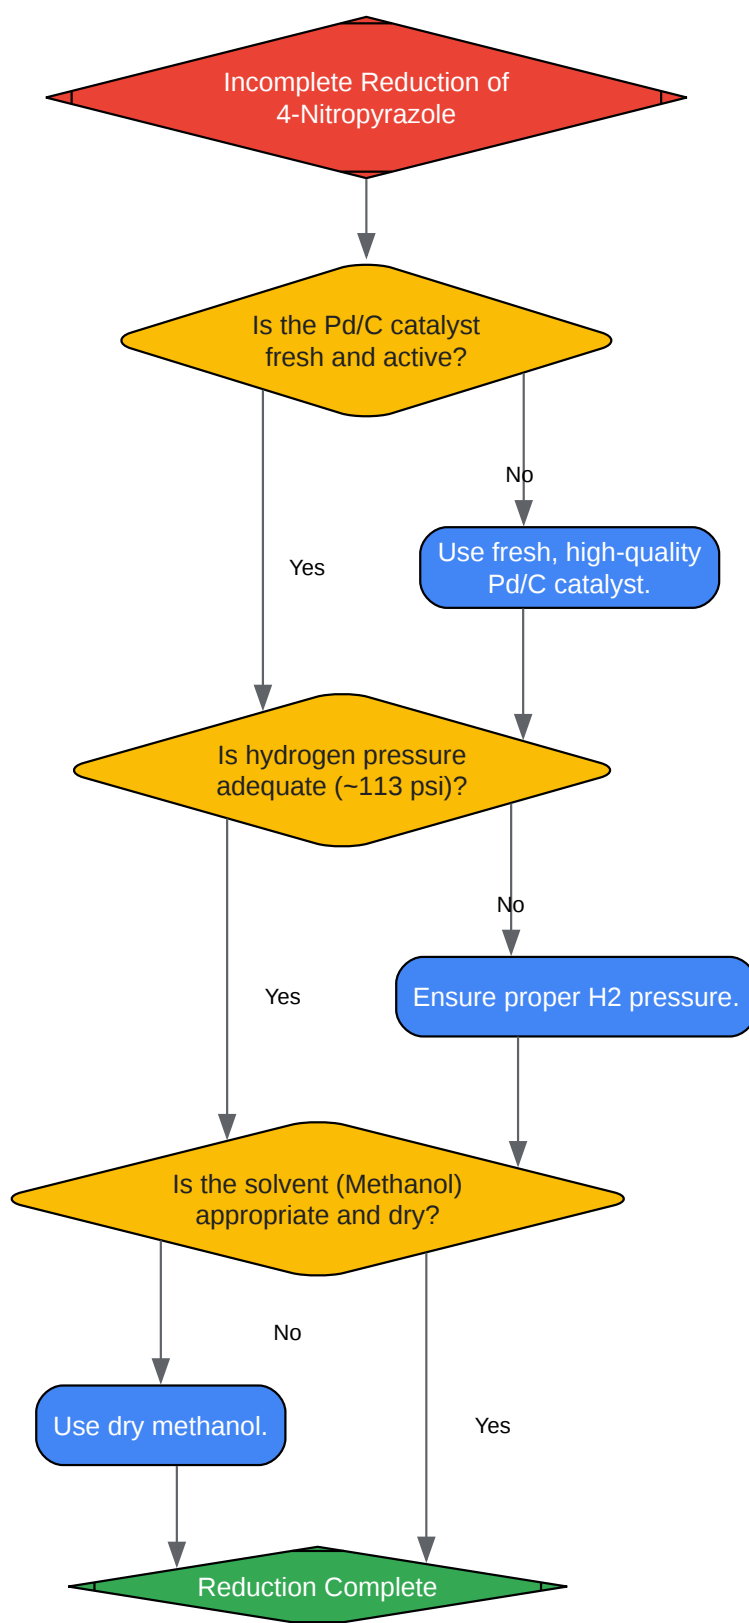 Incomplete Reduction of
4-Nitropyrazole
Is the Pd/C catalyst
fresh and active?
No
Use fresh, high-quality
Pd/C catalyst.
Yes
Is hydrogen pressure
adequate (~113 psi)?
No
Yes
Ensure proper H2 pressure.
Is the solvent (Methanol)
appropriate and dry?
No
Use dry methanol.
Yes
Reduction Complete